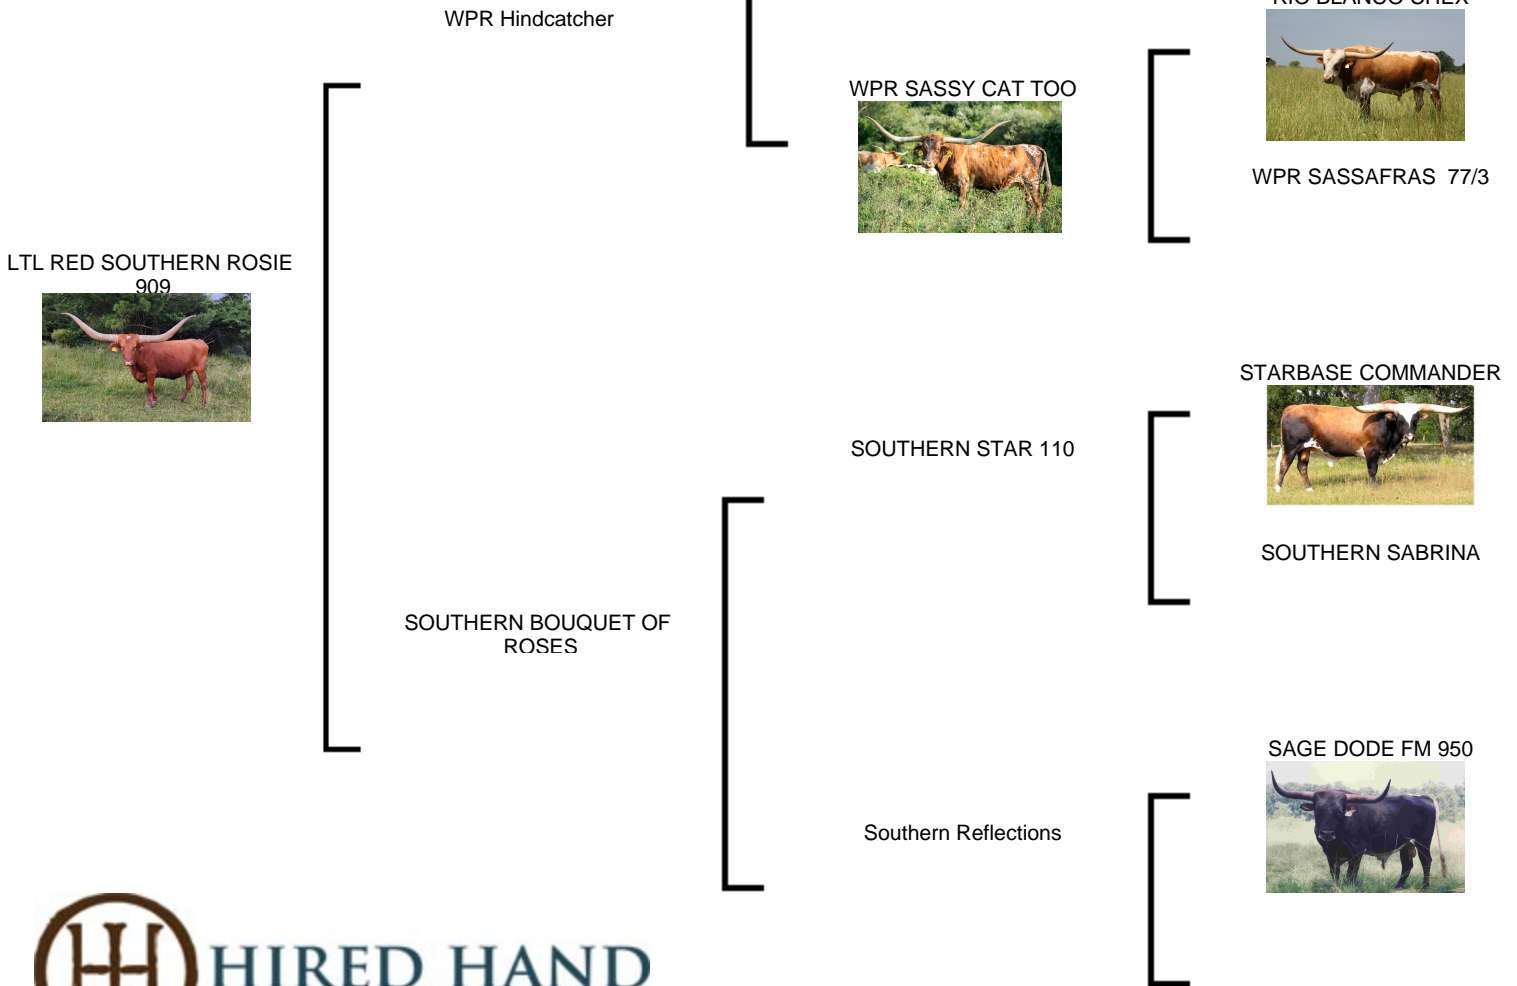 WPR Hindcatcher
WPR SASSY CAT TOO
WPR SASSAFRAS 77/3
LTL RED SOUTHERN ROSIE
909
STARBASE COMMANDER
SOUTHERN STAR 110
SOUTHERN SABRINA
SOUTHERN BOUQUET OF
ROSES
SAGE DODE FM 950
Southern Reflections
HIRED HAND